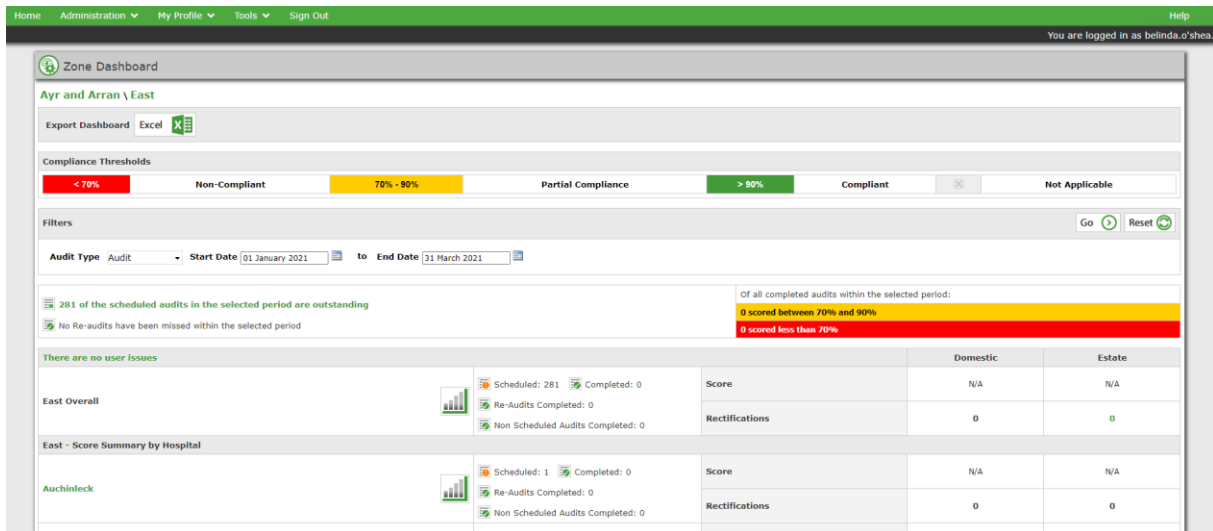 Home Administration My Profile Tools Sign Out Help
You are logged in as belinda.o'shea.
Zone Dashboard
Ayr and Arran \ East
Export Dashboard Excel
Compliance Thresholds
< 70% Non-Compliant 70% - 90% Partial Compliance > 90% Compliant Not Applicable
Filters Go Reset
Audit Type Audit Start Date 01 January 2021 to End Date 31 March 2021
281 of the scheduled audits in the selected period are outstanding
No Re-audits have been missed within the selected period
Of all completed audits within the selected period:
0 scored between 70% and 90%
0 scored less than 70%
There are no user issues Domestic Estate
East Overall
Scheduled: 281 Completed: 0
Re-Audits Completed: 0
Non Scheduled Audits Completed: 0
Score N/A N/A
Rectifications 0 0
East - Score Summary by Hospital
Auchinleck
Scheduled: 1 Completed: 0
Re-Audits Completed: 0
Non Scheduled Audits Completed: 0
Score N/A N/A
Rectifications 0 0